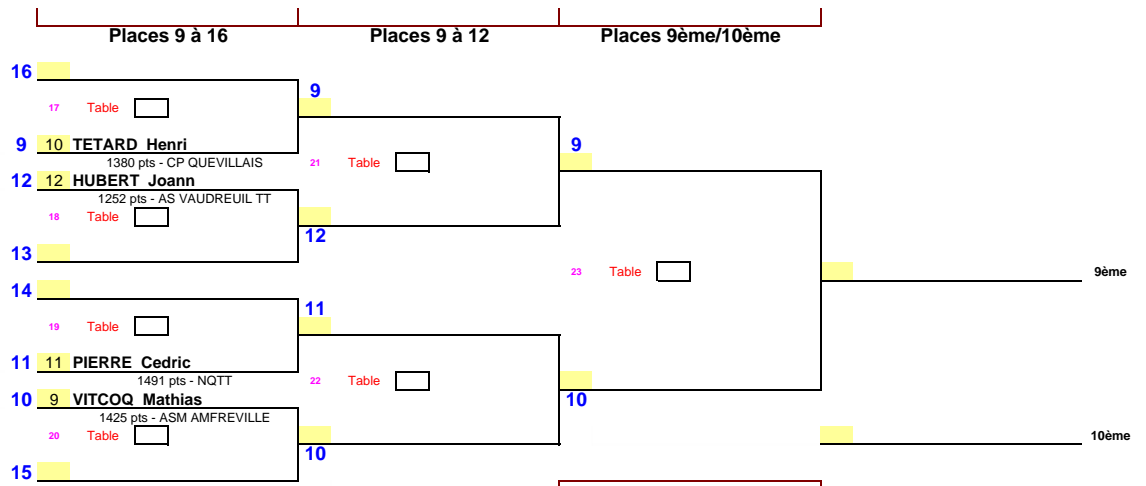 Places 9 à 16 Places 9 à 12 Places 9ème/10ème
16
9
17 Table
9 10 TETARD Henri
9
1380 pts - CP QUEVILLAIS
21 Table
12 12 HUBERT Joann
1252 pts - AS VAUDREUIL TT
18 Table
12
13
23 Table
9ème
14
11
19 Table
11 11 PIERRE Cedric
1491 pts - NQTT
22 Table
10 9 VITCOQ Mathias
10
1425 pts - ASM AMFREVILLE
20 Table
10ème
10
15